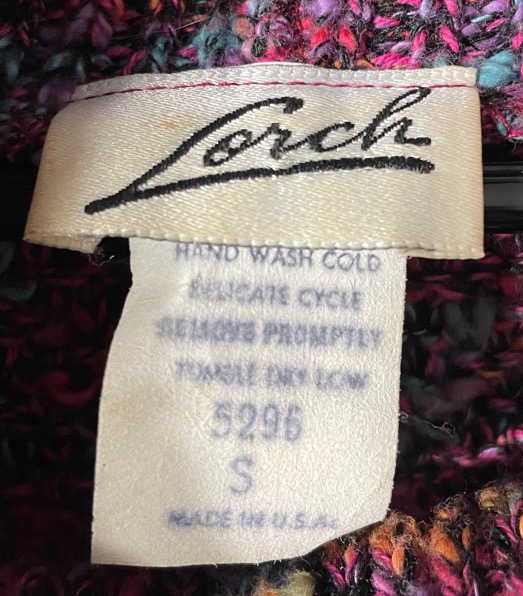 Lorch
HAND WASH COLD
DELICATE CYCLE
REMOVE PROMPTLY
TUMBLE DRY LOW
5296
S
MADE IN U.S.A.